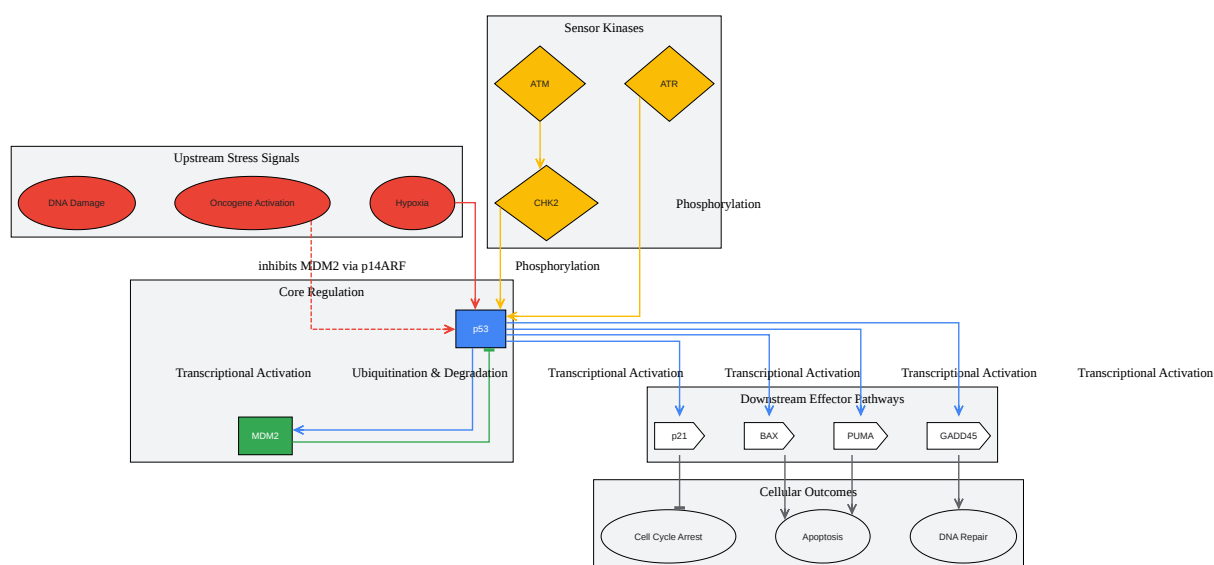 Sensor Kinases
ATM
ATR
Upstream Stress Signals
DNA Damage
Oncogene Activation
Hypoxia
CHK2
Phosphorylation
inhibits MDM2 via p14ARF
Phosphorylation
Core Regulation
p53
Transcriptional Activation
Ubiquitination & Degradation
Transcriptional Activation
Transcriptional Activation
Transcriptional Activation
Transcriptional Activation
Downstream Effector Pathways
MDM2
p21
BAX
PUMA
GADD45
Cellular Outcomes
Cell Cycle Arrest
Apoptosis
DNA Repair